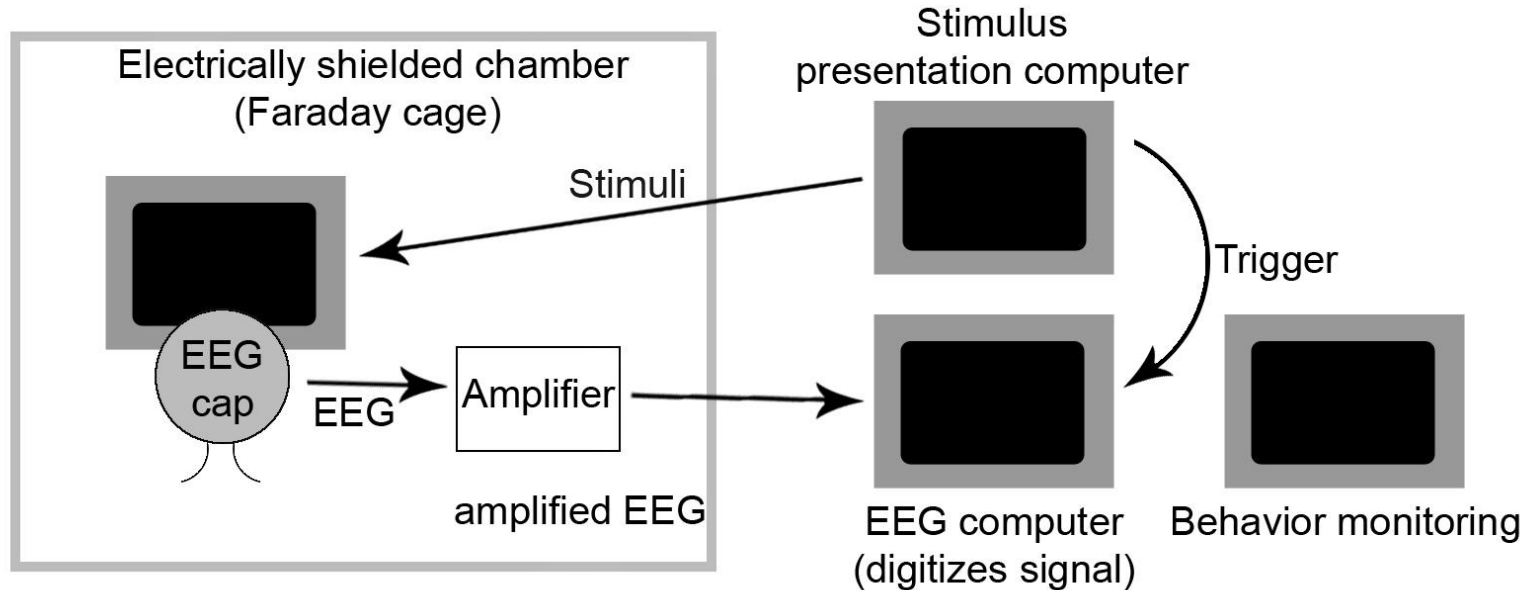 Electrically shielded chamber
(Faraday cage)
Stimulus
presentation computer
Stimuli
Trigger
EEG
cap
EEG
Amplifier
amplified EEG
EEG computer
(digitizes signal)
Behavior monitoring